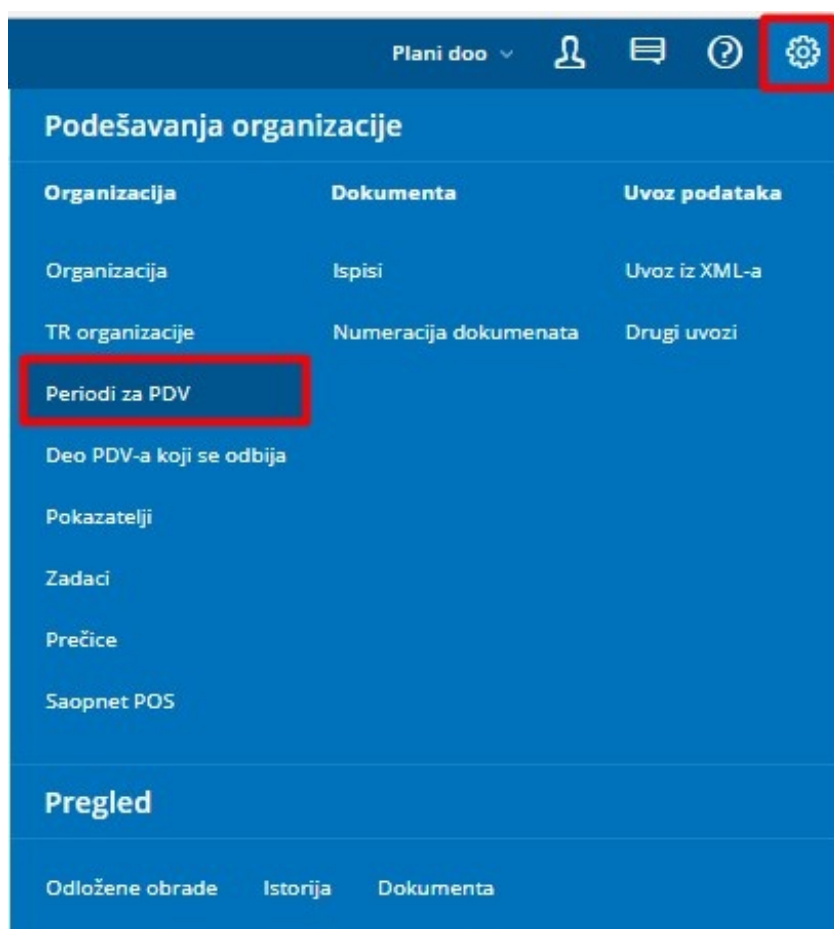 Plani doo
Podešavanja organizacije
Organizacija Dokumenta Uvoz podataka
Organizacija Ispisi Uvoz iz XML-a
TR organizacije Numeracija dokumenata Drugi uvozi
Periodi za PDV
Deo PDV-a koji se odbija
Pokazatelji
Zadaci
Prečice
Saopnet POS
Pregled
Odložene obrade Istorija Dokumenta